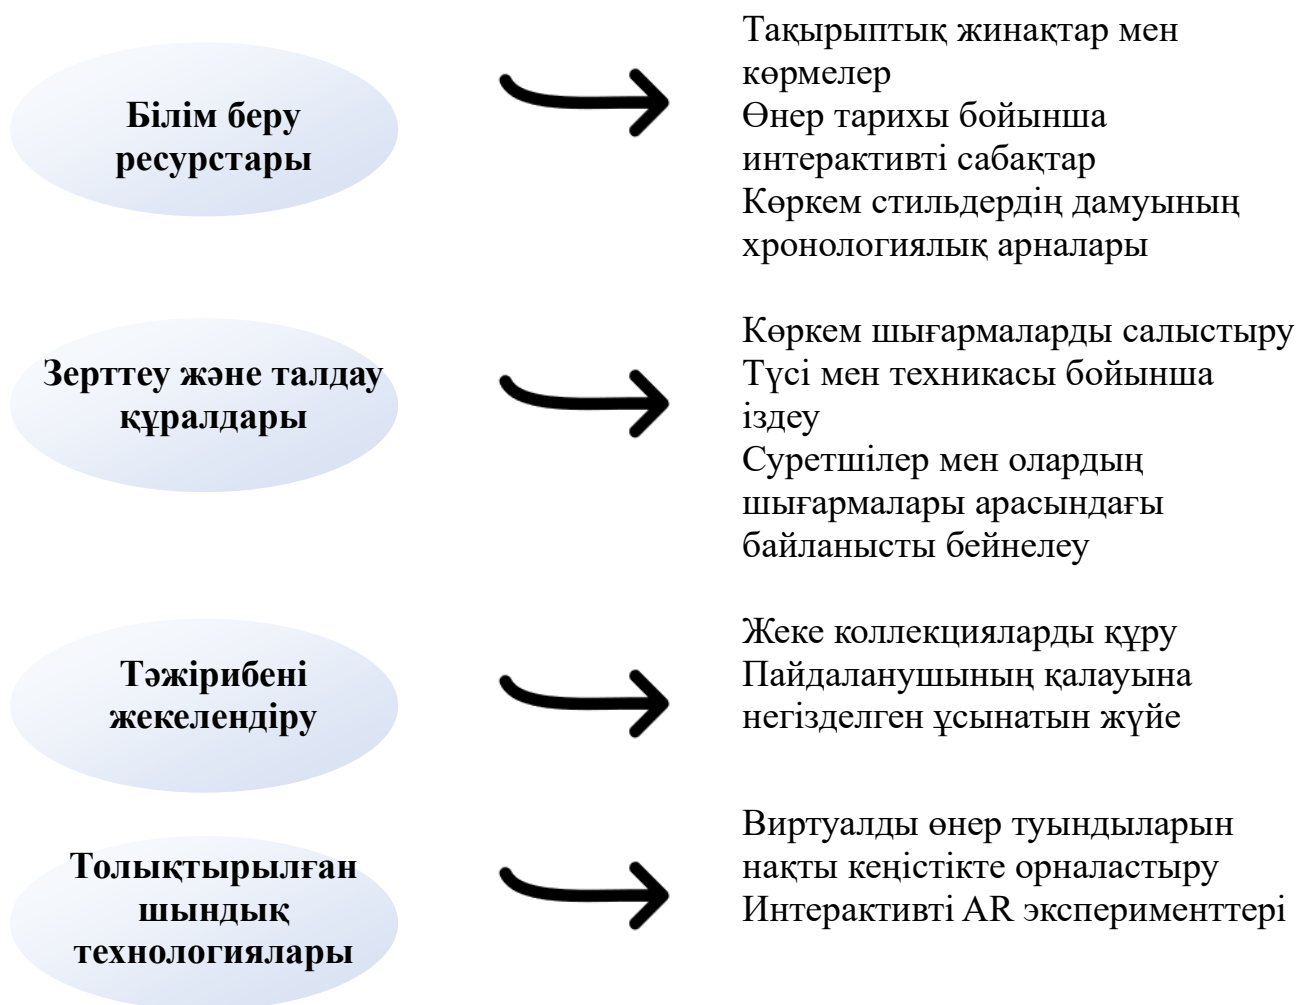 Білім беру
ресурстары
Тақырыптық жинақтар мен
көрмелер
Өнер тарихы бойынша
интерактивті сабақтар
Көркем стильдердің дамуының
хронологиялық арналары
Зерттеу және талдау
құралдары
Көркем шығармаларды салыстыру
Түсі мен техникасы бойынша
іздеу
Суретшілер мен олардың
шығармалары арасындағы
байланысты бейнелеу
Тәжірибені
жекелендіру
Жеке коллекцияларды құру
Пайдаланушының қалауына
негізделген ұсынатын жүйе
Толықтырылған
шындық
технологиялары
Виртуалды өнер туындыларын
нақты кеңістікте орналастыру
Интерактивті AR эксперименттері